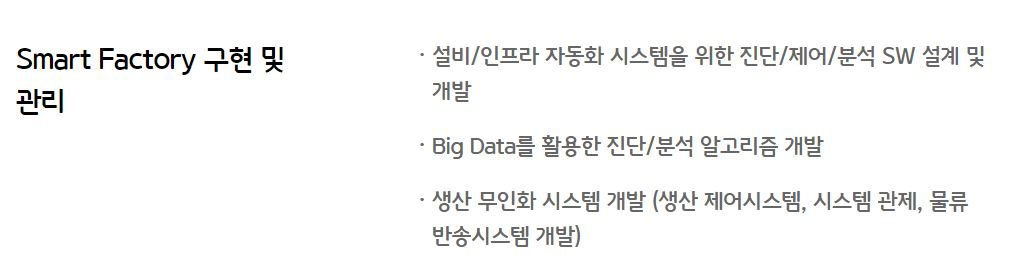 Smart Factory 구현 및
관리
· 설비/인프라 자동화 시스템을 위한 진단/제어/분석 SW 설계 및
개발
· Big Data를 활용한 진단/분석 알고리즘 개발
· 생산 무인화 시스템 개발 (생산 제어시스템, 시스템 관제, 물류
반송시스템 개발)